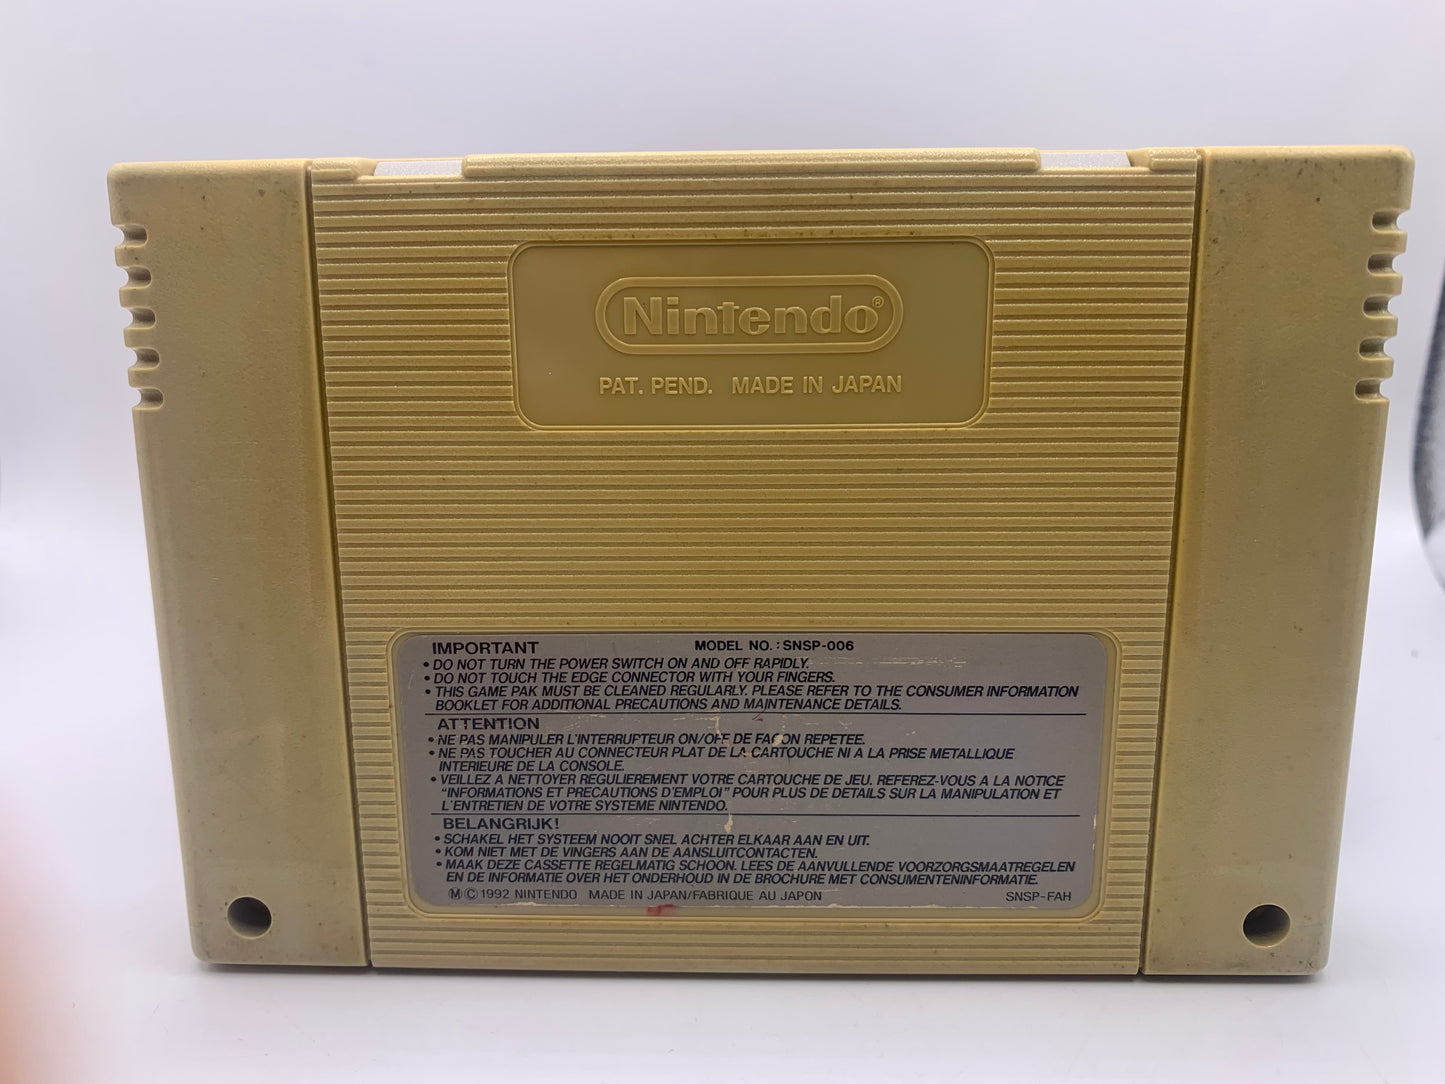 Nintendo®
PAT. PEND. MADE IN JAPAN
IMPORTANT MODEL NO. : SNSP-006
• DO NOT TURN THE POWER SWITCH ON AND OFF RAPIDLY.
• DO NOT TOUCH THE EDGE CONNECTOR WITH YOUR FINGERS.
• THIS GAME PAK MUST BE CLEANED REGULARLY. PLEASE REFER TO THE CONSUMER INFORMATION
BOOKLET FOR ADDITIONAL PRECAUTIONS AND MAINTENANCE DETAILS.
ATTENTION
• NE PAS MANIPULER L'INTERRUPTEUR ON/OFF DE FAÇON REPETEE.
• NE PAS TOUCHER AU CONNECTEUR PLAT DE LA CARTOUCHE NI A LA PRISE METALLIQUE
INTERIEURE DE LA CONSOLE.
• VEILLEZ A NETTOYER REGULIEREMENT VOTRE CARTOUCHE DE JEU. REFEREZ-VOUS A LA NOTICE
"INFORMATIONS ET PRECAUTIONS D'EMPLOI" POUR PLUS DE DETAILS SUR LA MANIPULATION ET
L'ENTRETIEN DE VOTRE SYSTEME NINTENDO.
BELANGRIJK!
• SCHAKEL HET SYSTEEM NOOIT SNEL ACHTER ELKAAR AAN EN UIT.
• KOM NIET MET DE VINGERS AAN DE AANSLUITCONTACTEN.
• MAAK DEZE CASSETTE REGELMATIG SCHOON. LEES DE AANVULLENDE VOORZORGSMAATREGELEN
EN DE INFORMATIE OVER HET ONDERHOUD IN DE BROCHURE MET CONSUMENTENINFORMATIE.
Ⓜ © 1992 NINTENDO MADE IN JAPAN/FABRIQUE AU JAPON SNSP-FAH